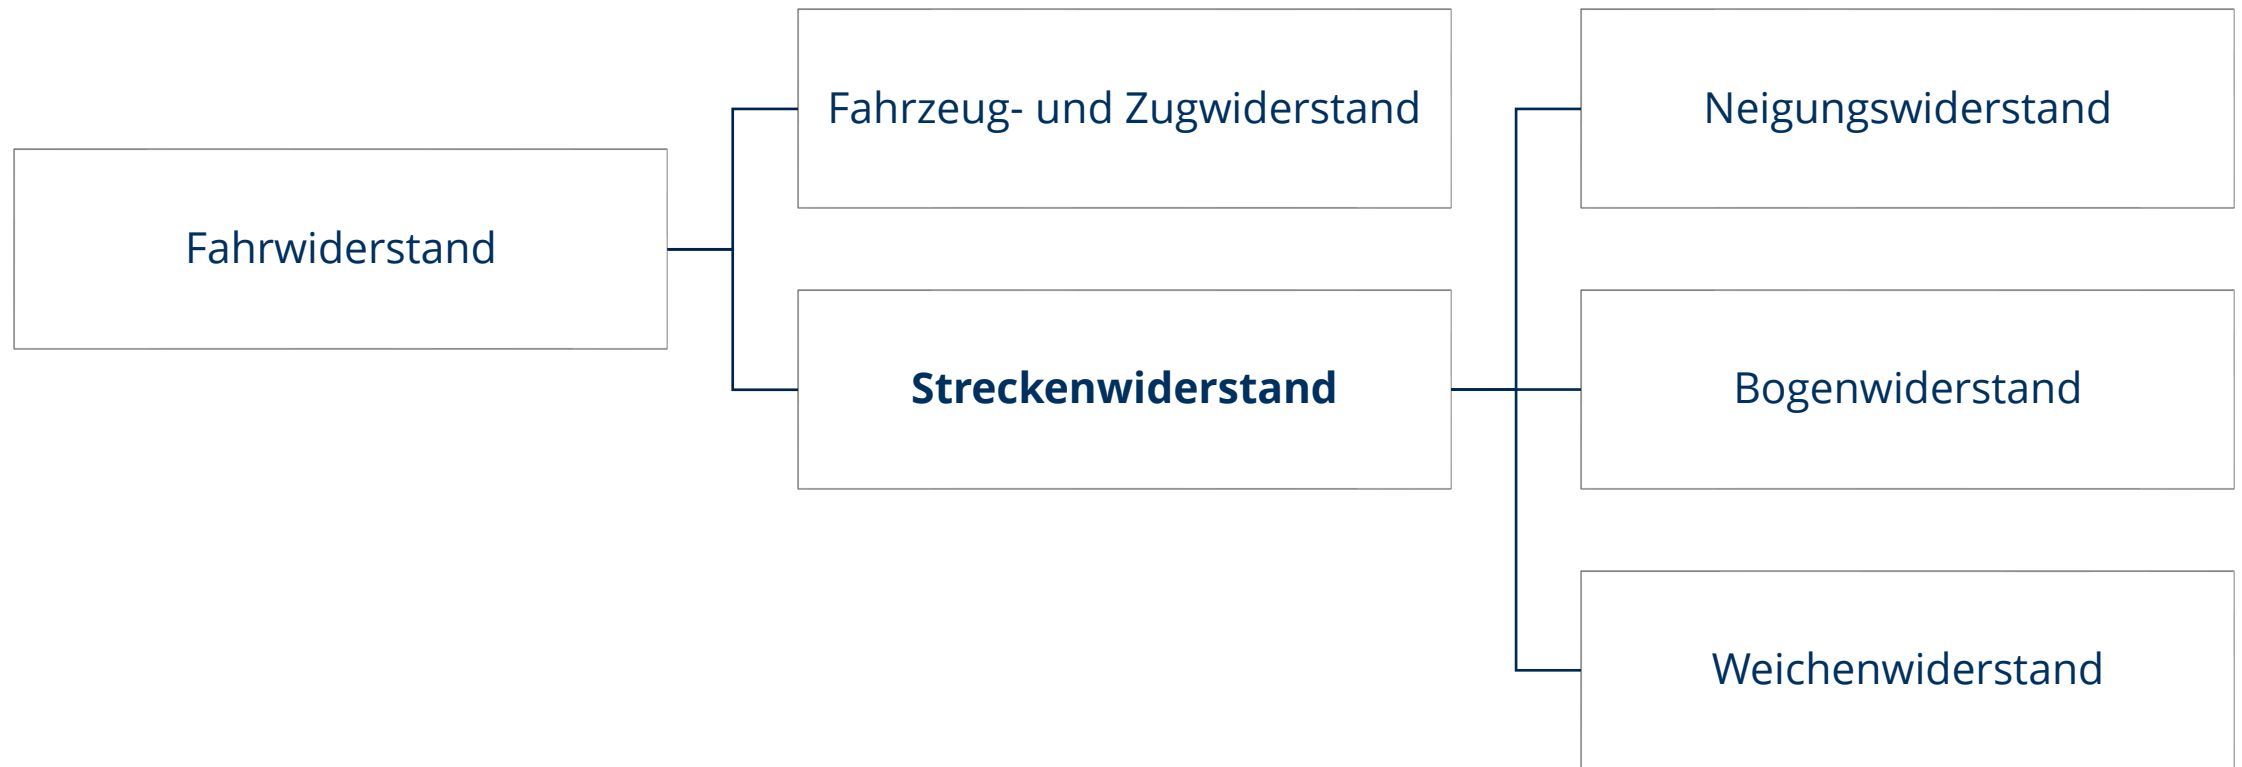 Fahrwiderstand
Fahrzeug- und Zugwiderstand
Streckenwiderstand
Neigungswiderstand
Bogenwiderstand
Weichenwiderstand